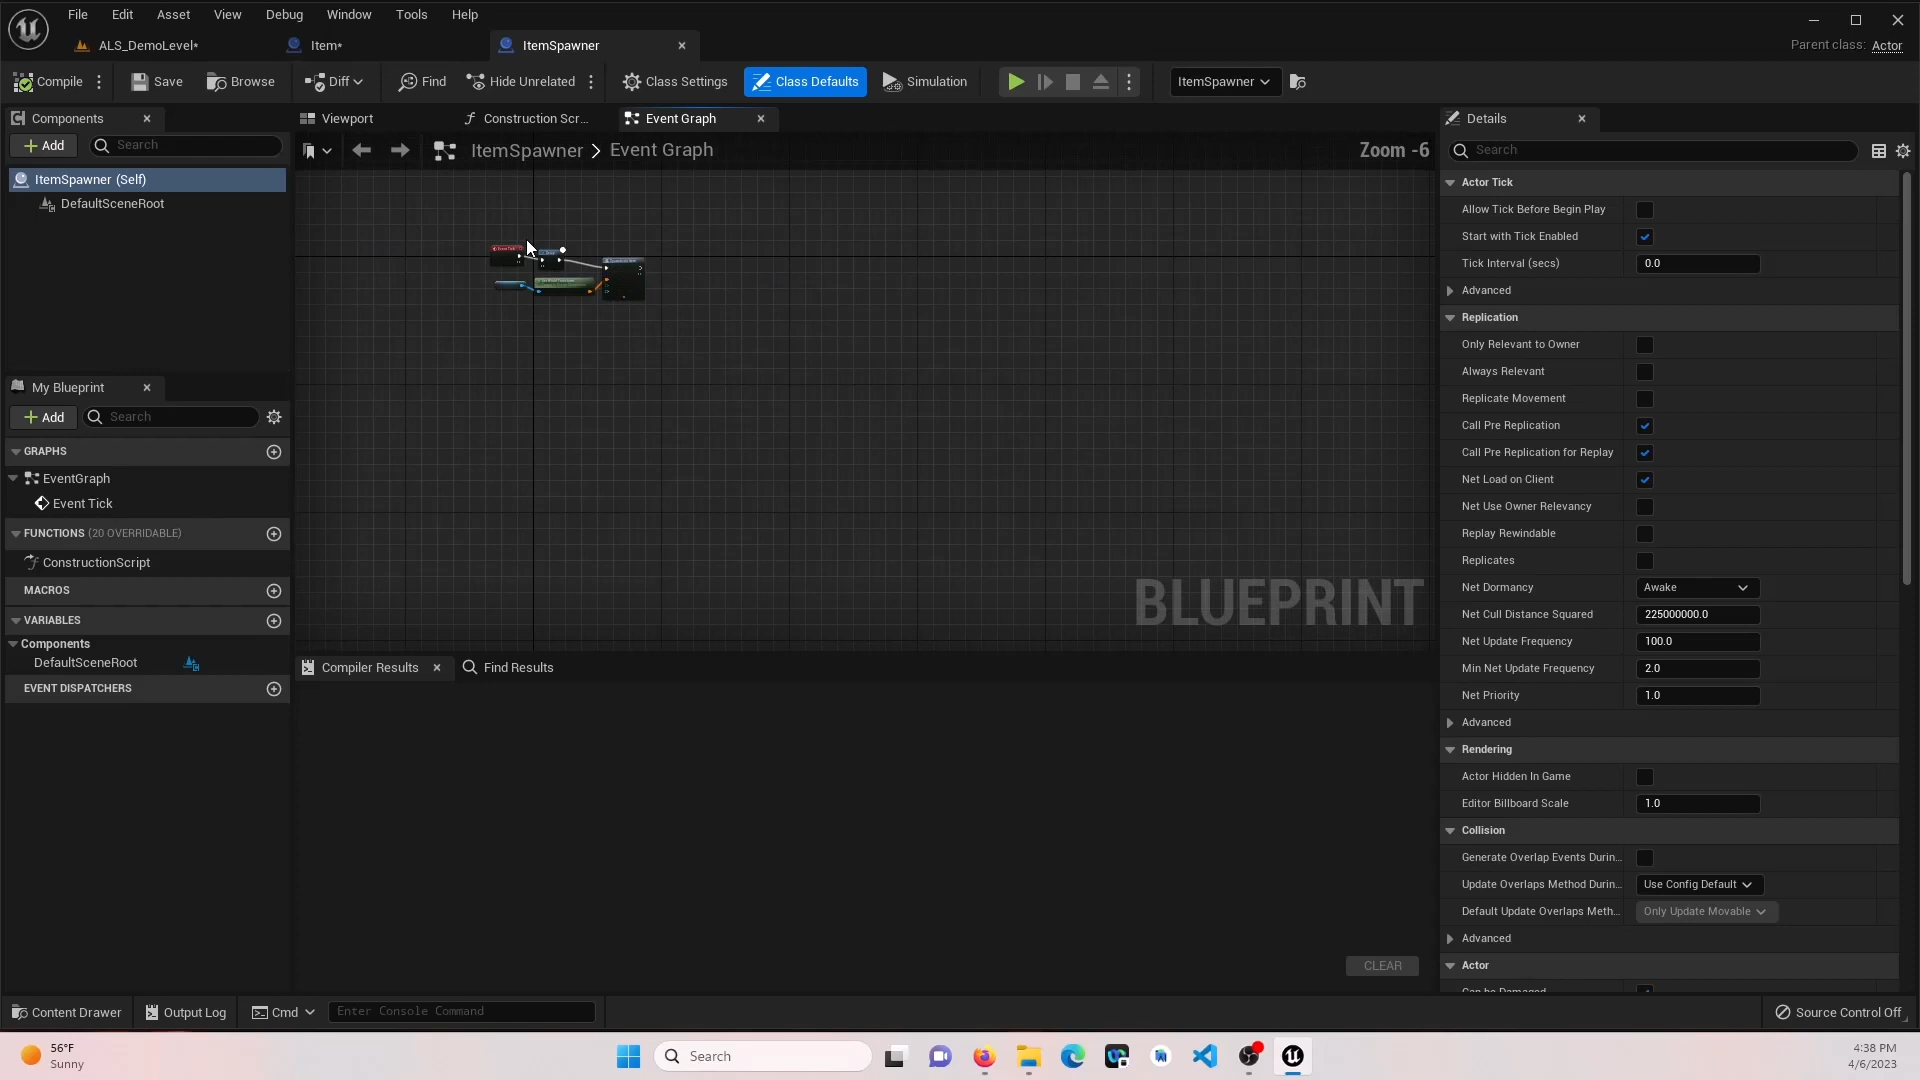 File Edit Asset View Debug Window Tools Help
ALS_DemoLevel* Item* ItemSpawner
Parent class: Actor
Compile Save Browse Diff Find Hide Unrelated Class Settings Class Defaults Simulation ItemSpawner
Components
Add Search
ItemSpawner (Self)
DefaultSceneRoot
My Blueprint
Add Search
GRAPHS
EventGraph
Event Tick
FUNCTIONS (20 OVERRIDABLE)
ConstructionScript
MACROS
VARIABLES
Components
DefaultSceneRoot
EVENT DISPATCHERS
Viewport Construction Scr... Event Graph
ItemSpawner > Event Graph Zoom -6
Event Tick
BLUEPRINT
Compiler Results Find Results
CLEAR
Details
Search
Actor Tick
Allow Tick Before Begin Play
Start with Tick Enabled
Tick Interval (secs) 0.0
Advanced
Replication
Only Relevant to Owner
Always Relevant
Replicate Movement
Call Pre Replication
Call Pre Replication for Replay
Net Load on Client
Net Use Owner Relevancy
Replay Rewindable
Replicates
Net Dormancy Awake
Net Cull Distance Squared 225000000.0
Net Update Frequency 100.0
Min Net Update Frequency 2.0
Net Priority 1.0
Advanced
Rendering
Actor Hidden In Game
Editor Billboard Scale 1.0
Collision
Generate Overlap Events Durin...
Update Overlaps Method Durin... Use Config Default
Default Update Overlaps Meth... Only Update Movable
Advanced
Actor
Can be Damaged
Content Drawer Output Log Cmd Enter Console Command Source Control Off
56°F
Sunny
Search
4:38 PM
4/6/2023